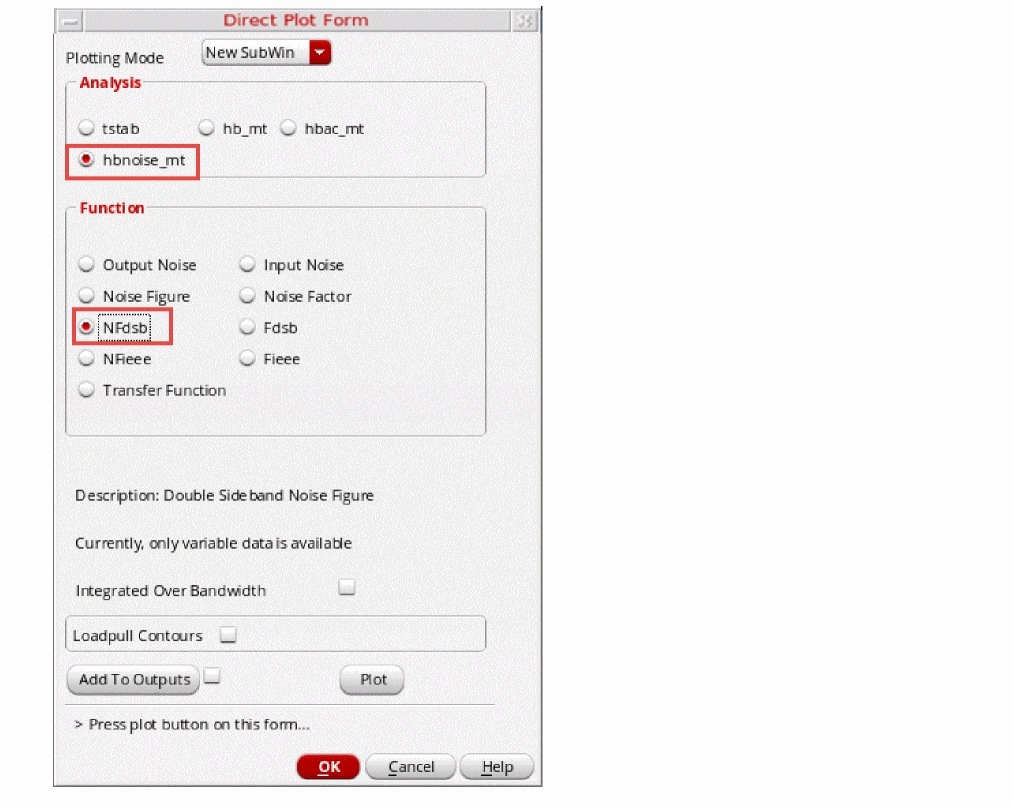 Direct Plot Form
Plotting Mode New SubWin
Analysis
tstab hb_mt hbac_mt
hbnoise_mt
Function
Output Noise Input Noise
Noise Figure Noise Factor
NFdsb Fdsb
NFieee Fieee
Transfer Function
Description: Double Sideband Noise Figure
Currently, only variable data is available
Integrated Over Bandwidth
Loadpull Contours
Add To Outputs Plot
> Press plot button on this form...
OK Cancel Help